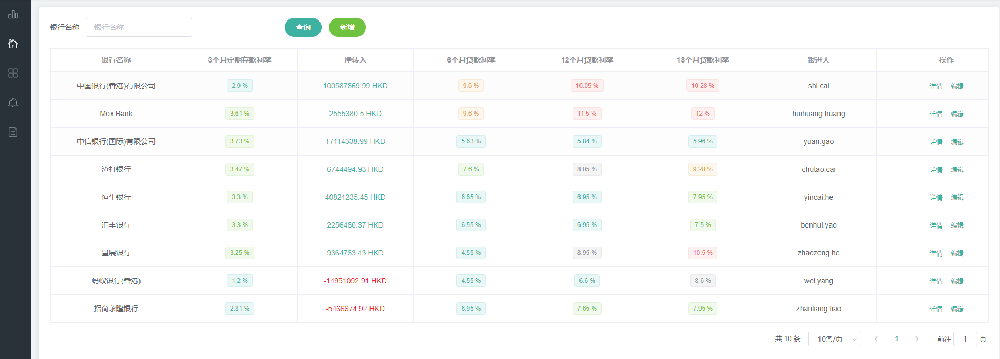 银行名称 银行名称 查询 新增
银行名称 3个月定期存款利率 净转入 6个月贷款利率 12个月贷款利率 18个月贷款利率 跟进人 操作
中国银行(香港)有限公司 2.9 % 100587869.99 HKD 9.6 % 10.05 % 10.28 % shi.cai 详情 编辑
Mox Bank 3.61 % 2555380.5 HKD 9.6 % 11.5 % 12 % huihuang.huang 详情 编辑
中信银行(国际)有限公司 3.73 % 17114338.99 HKD 5.63 % 5.84 % 5.96 % yuan.gao 详情 编辑
渣打银行 3.47 % 6744494.93 HKD 7.6 % 8.05 % 9.28 % chutao.cai 详情 编辑
恒生银行 3.3 % 40821235.45 HKD 6.65 % 6.95 % 7.95 % yincai.he 详情 编辑
汇丰银行 3.3 % 2256480.37 HKD 6.55 % 6.95 % 7.5 % benhui.yao 详情 编辑
星展银行 3.25 % 9364763.43 HKD 4.55 % 8.95 % 10.5 % zhaozeng.he 详情 编辑
蚂蚁银行(香港) 1.2 % -14951092.91 HKD 4.55 % 6.6 % 8.6 % wei.yang 详情 编辑
招商永隆银行 2.81 % -5466674.92 HKD 6.95 % 7.65 % 7.95 % zhanliang.liao 详情 编辑
共 10 条 10条/页 1 前往 1 页